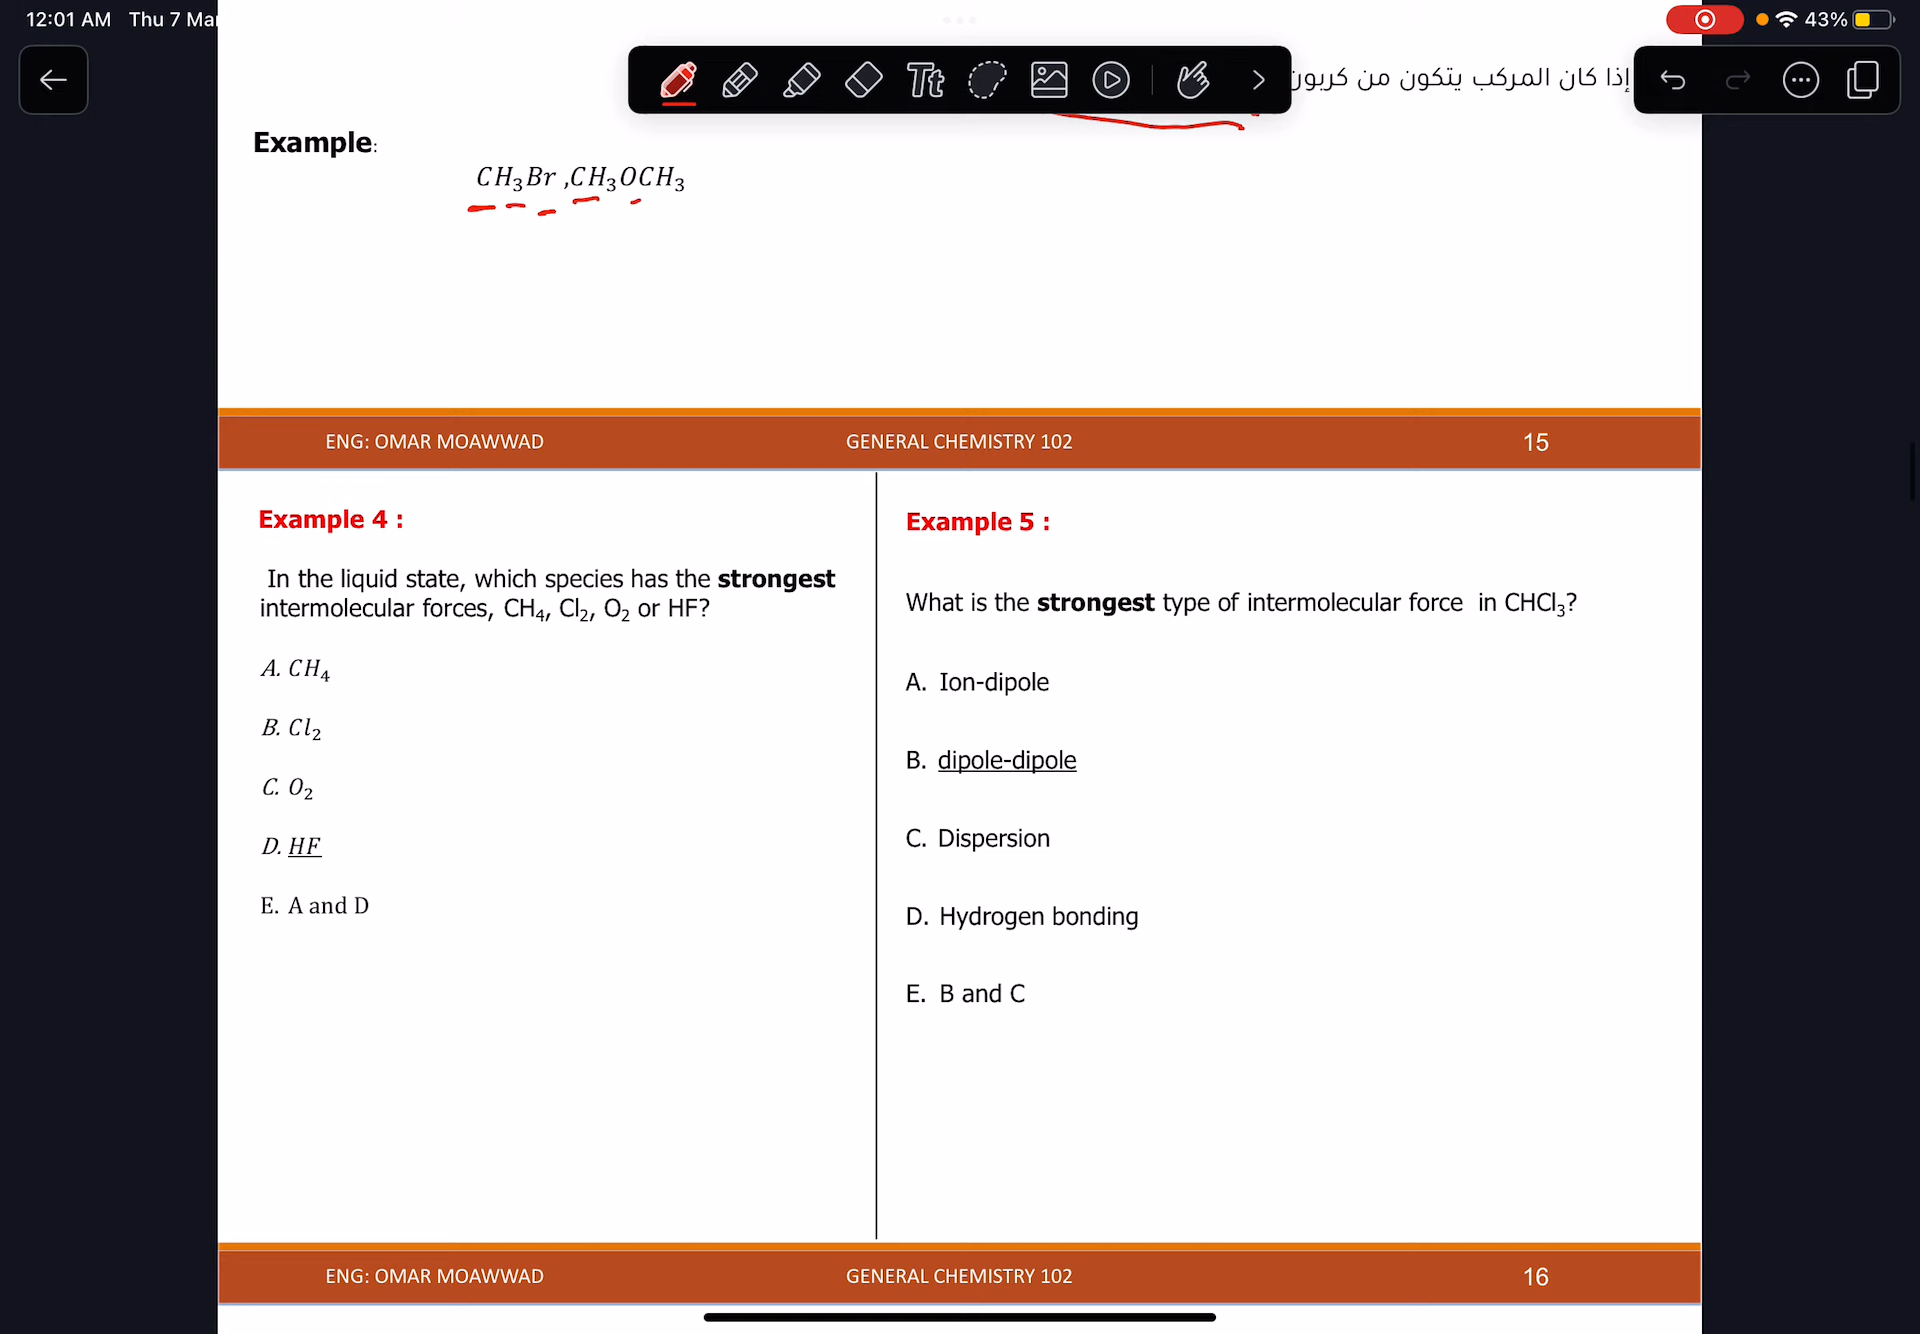 12:01 AM Thu 7 Mar
43%
إذا كان المركب يتكون من كربون
Example:
CH₃Br ,CH₃OCH₃
ENG: OMAR MOAWWAD GENERAL CHEMISTRY 102 15
Example 4 :
In the liquid state, which species has the strongest
intermolecular forces, CH₄, Cl₂, O₂ or HF?
A. CH₄
B. Cl₂
C. O₂
D. HF
E. A and D
Example 5 :
What is the strongest type of intermolecular force in CHCl₃?
A. Ion-dipole
B. dipole-dipole
C. Dispersion
D. Hydrogen bonding
E. B and C
ENG: OMAR MOAWWAD GENERAL CHEMISTRY 102 16